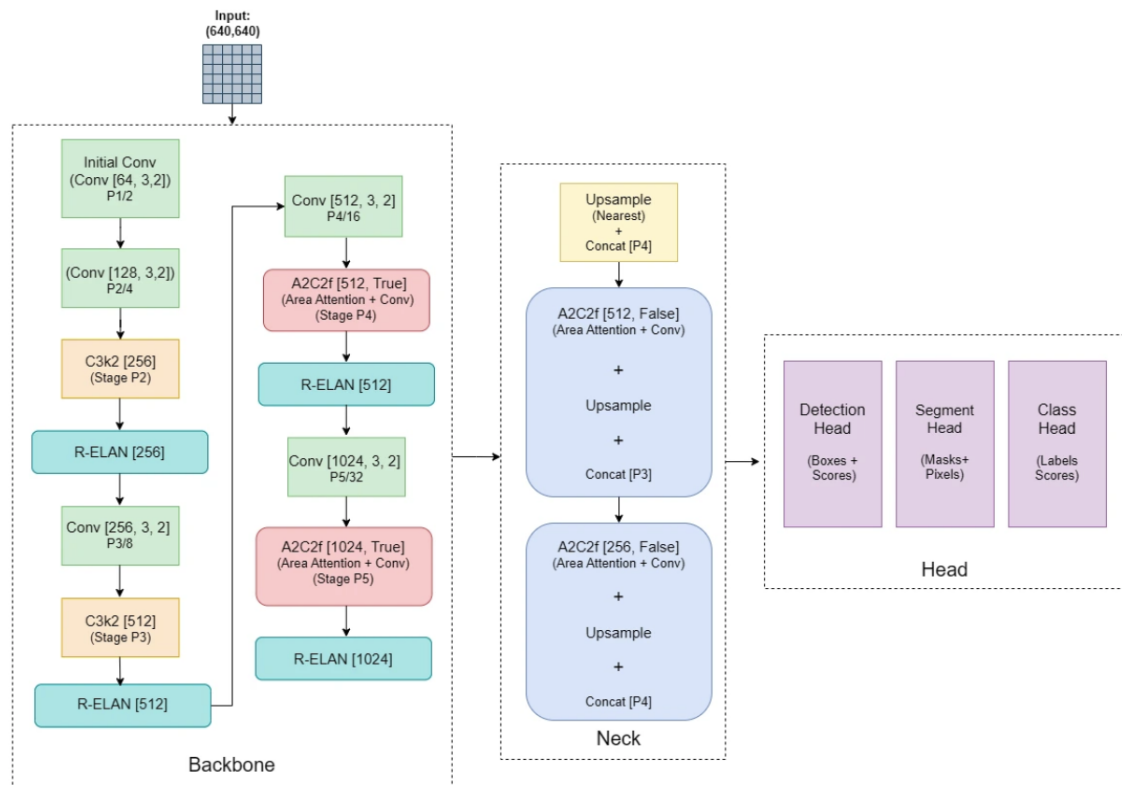 Input:
(640,640)
Initial Conv
(Conv [64, 3,2])
P1/2
(Conv [128, 3,2])
P2/4
C3k2 [256]
(Stage P2)
R-ELAN [256]
Conv [256, 3, 2]
P3/8
C3k2 [512]
(Stage P3)
R-ELAN [512]
Conv [512, 3, 2]
P4/16
A2C2f [512, True]
(Area Attention + Conv)
(Stage P4)
R-ELAN [512]
Conv [1024, 3, 2]
P5/32
A2C2f [1024, True]
(Area Attention + Conv)
(Stage P5)
R-ELAN [1024]
Backbone
Upsample
(Nearest)
+
Concat [P4]
A2C2f [512, False]
(Area Attention + Conv)
+
Upsample
+
Concat [P3]
A2C2f [256, False]
(Area Attention + Conv)
+
Upsample
+
Concat [P4]
Neck
Detection
Head
(Boxes +
Scores)
Segment
Head
(Masks+
Pixels)
Class
Head
(Labels
Scores)
Head